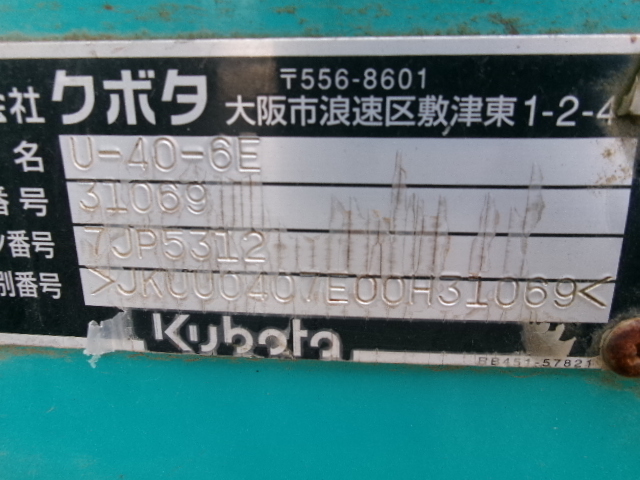 会社 クボタ 〒556-8601
大阪市浪速区敷津東1-2-4
名 U-40-6E
番号 31069
ン番号 7JP5312
別番号 >JKUU0407E00H31069<
Kubota
RB451-57821